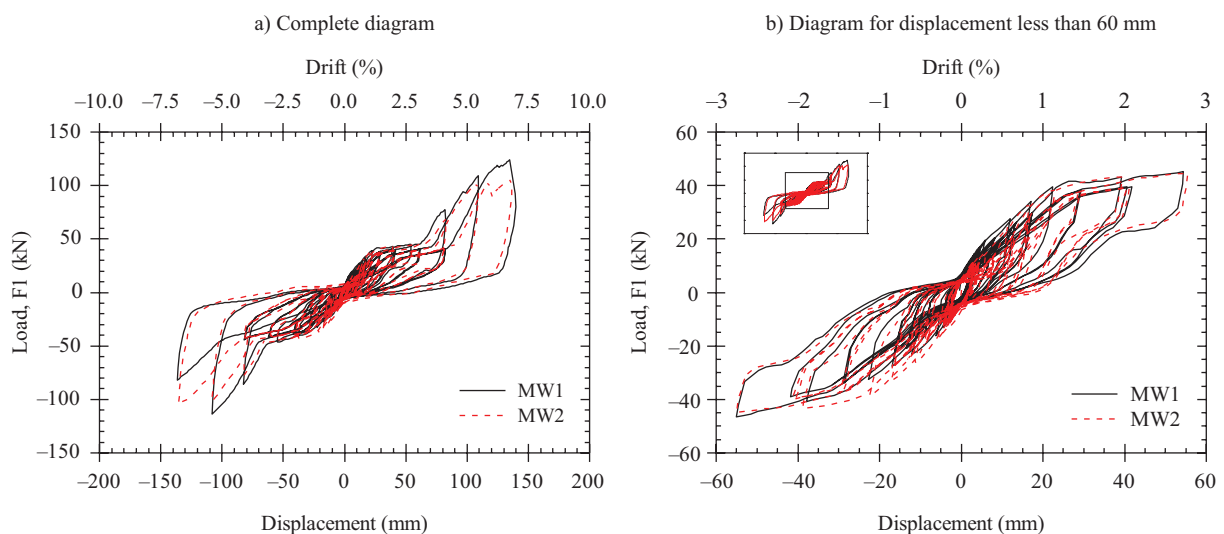 a) Complete diagram
Drift (%)
–10.0 –7.5 –5.0 –2.5 0.0 2.5 5.0 7.5 10.0
150
100
50
0
–50
–100
–150
Load, F1 (kN)
MW1
MW2
–200 –150 –100 –50 0 50 100 150 200
Displacement (mm)
b) Diagram for displacement less than 60 mm
Drift (%)
–3 –2 –1 0 1 2 3
60
40
20
0
–20
–40
–60
Load, F1 (kN)
MW1
MW2
–60 –40 –20 0 20 40 60
Displacement (mm)